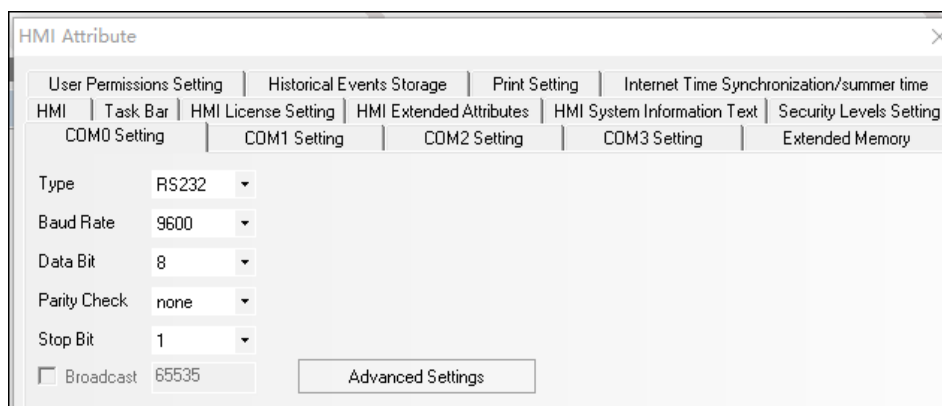 HMI Attribute
User Permissions Setting Historical Events Storage Print Setting Internet Time Synchronization/summer time
HMI Task Bar HMI License Setting HMI Extended Attributes HMI System Information Text Security Levels Setting
COM0 Setting COM1 Setting COM2 Setting COM3 Setting Extended Memory
Type RS232
Baud Rate 9600
Data Bit 8
Parity Check none
Stop Bit 1
Broadcast 65535 Advanced Settings